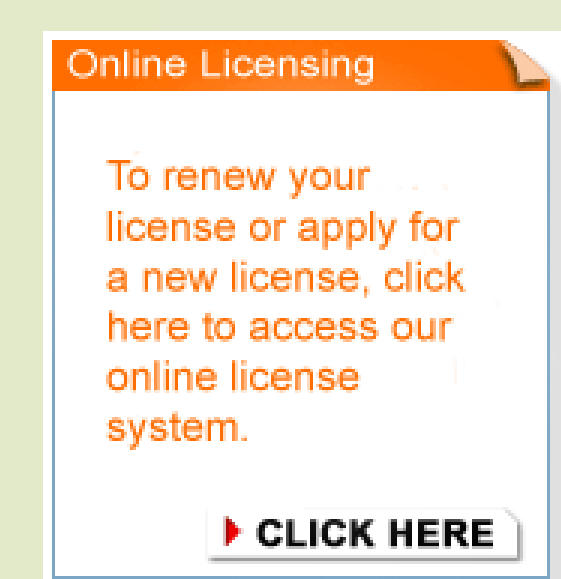 Online Licensing
To renew your
license or apply for
a new license, click
here to access our
online license
system.
CLICK HERE